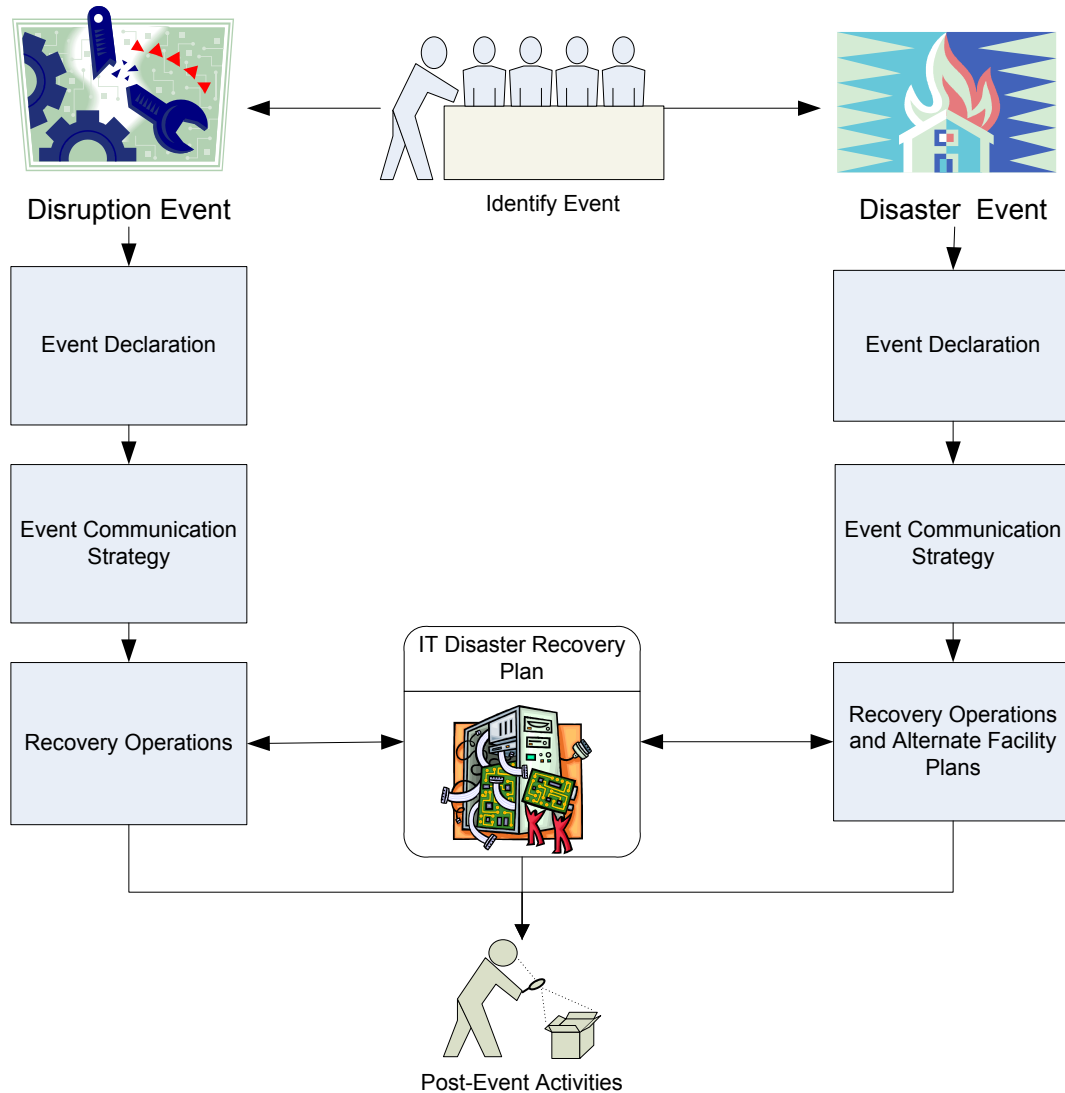 Identify Event
Disruption Event
Disaster Event
Event Declaration
Event Declaration
Event Communication
Strategy
Event Communication
Strategy
IT Disaster Recovery
Plan
Recovery Operations
Recovery Operations
and Alternate Facility
Plans
Post-Event Activities